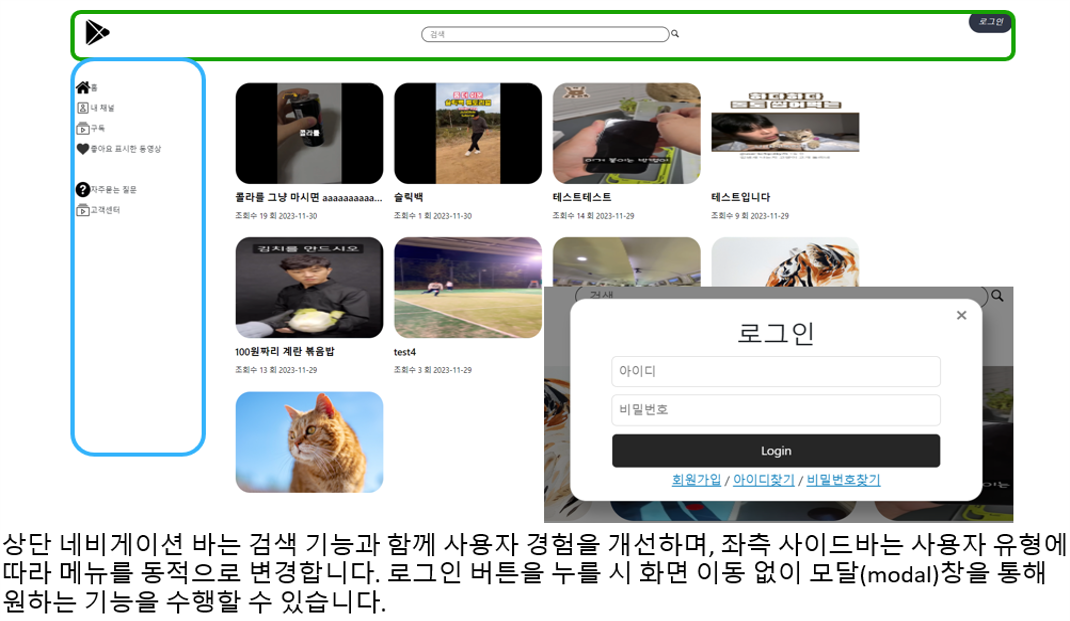 로그인
검색
홈
내 채널
구독
좋아요 표시한 동영상
자주묻는 질문
고객센터
콜라를
콜라를 그냥 마시면 aaaaaaaaaa...
조회수 19 회 2023-11-30
슬릭백
조회수 1 회 2023-11-30
테스트테스트
조회수 14 회 2023-11-29
테스트입니다
조회수 9 회 2023-11-29
김치를 만드시오
100원짜리 계란 볶음밥
조회수 13 회 2023-11-29
test4
조회수 3 회 2023-11-29
검색
×
로그인
아이디
비밀번호
Login
회원가입 / 아이디찾기 / 비밀번호찾기
상단 네비게이션 바는 검색 기능과 함께 사용자 경험을 개선하며, 좌측 사이드바는 사용자 유형에
따라 메뉴를 동적으로 변경합니다. 로그인 버튼을 누를 시 화면 이동 없이 모달(modal)창을 통해
원하는 기능을 수행할 수 있습니다.